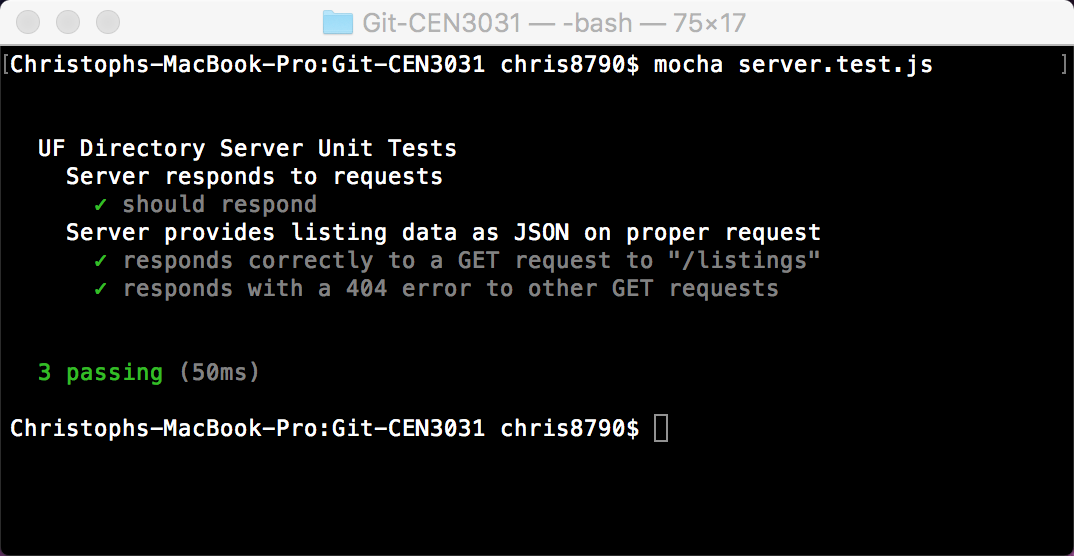 Git-CEN3031 — -bash — 75×17
[Christophs-MacBook-Pro:Git-CEN3031 chris8790$ mocha server.test.js ]
UF Directory Server Unit Tests
Server responds to requests
✓ should respond
Server provides listing data as JSON on proper request
✓ responds correctly to a GET request to "/listings"
✓ responds with a 404 error to other GET requests
3 passing (50ms)
Christophs-MacBook-Pro:Git-CEN3031 chris8790$